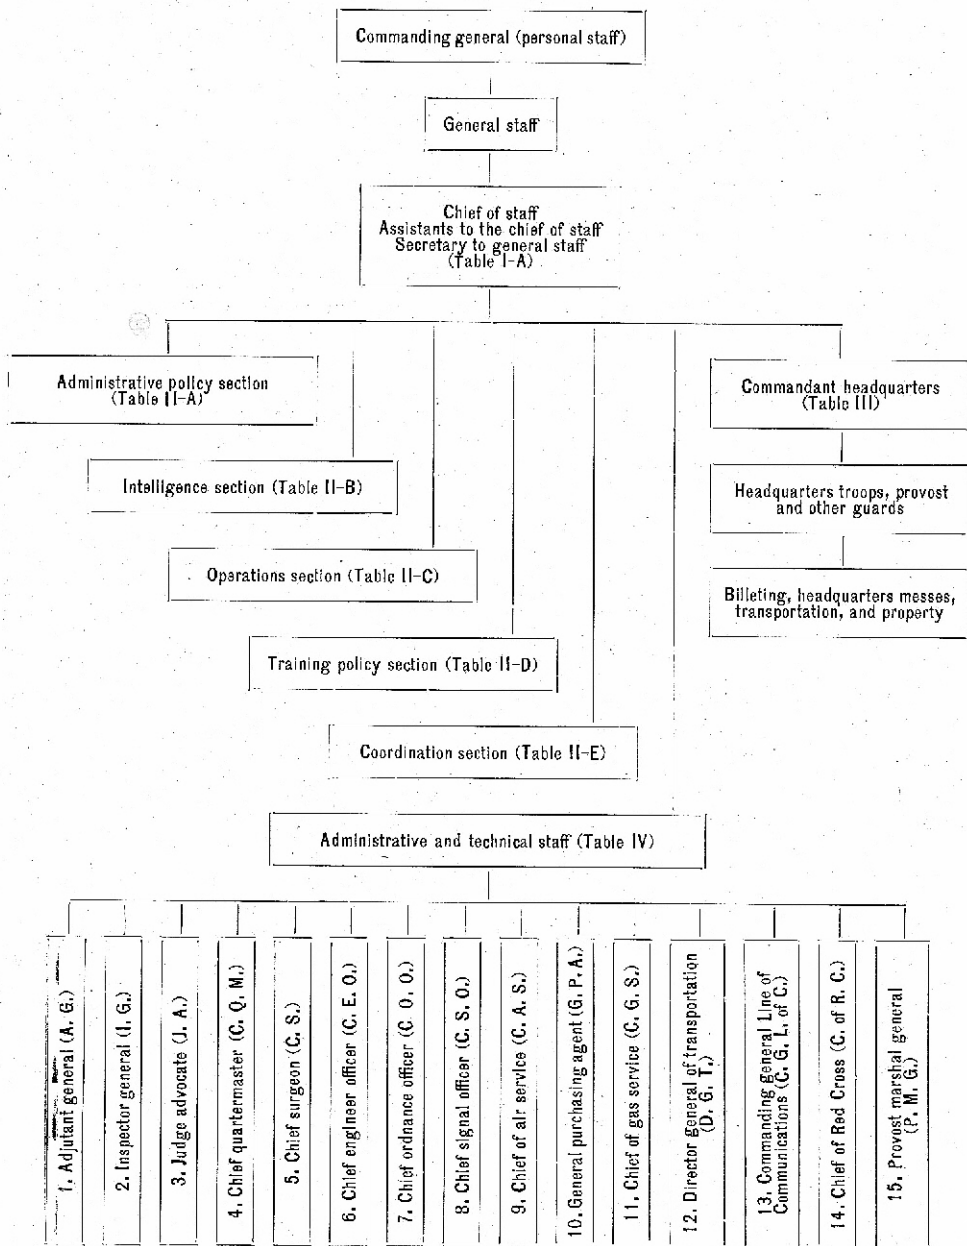 Commanding general (personal staff)
General staff
Chief of staff
Assistants to the chief of staff
Secretary to general staff
(Table I-A)
Administrative policy section
(Table II-A)
Commandant headquarters
(Table III)
Intelligence section (Table II-B)
Headquarters troops, provost
and other guards
Operations section (Table II-C)
Billeting, headquarters messes,
transportation, and property
Training policy section (Table II-D)
Coordination section (Table II-E)
Administrative and technical staff (Table IV)
1. Adjutant general (A. G.)
2. Inspector general (I. G.)
3. Judge advocate (J. A.)
4. Chief quartermaster (C. Q. M.)
5. Chief surgeon (C. S.)
6. Chief engineer officer (C. E. O.)
7. Chief ordnance officer (C. O. O.)
8. Chief signal officer (C. S. O.)
9. Chief of air service (C. A. S.)
10. General purchasing agent (G. P. A.)
11. Chief of gas service (C. G. S.)
12. Director general of transportation
(D. G. T.)
13. Commanding general Line of
Communications (C. G. L. of C.)
14. Chief of Red Cross (C. of R. C.)
15. Provost marshal general
(P. M. G.)